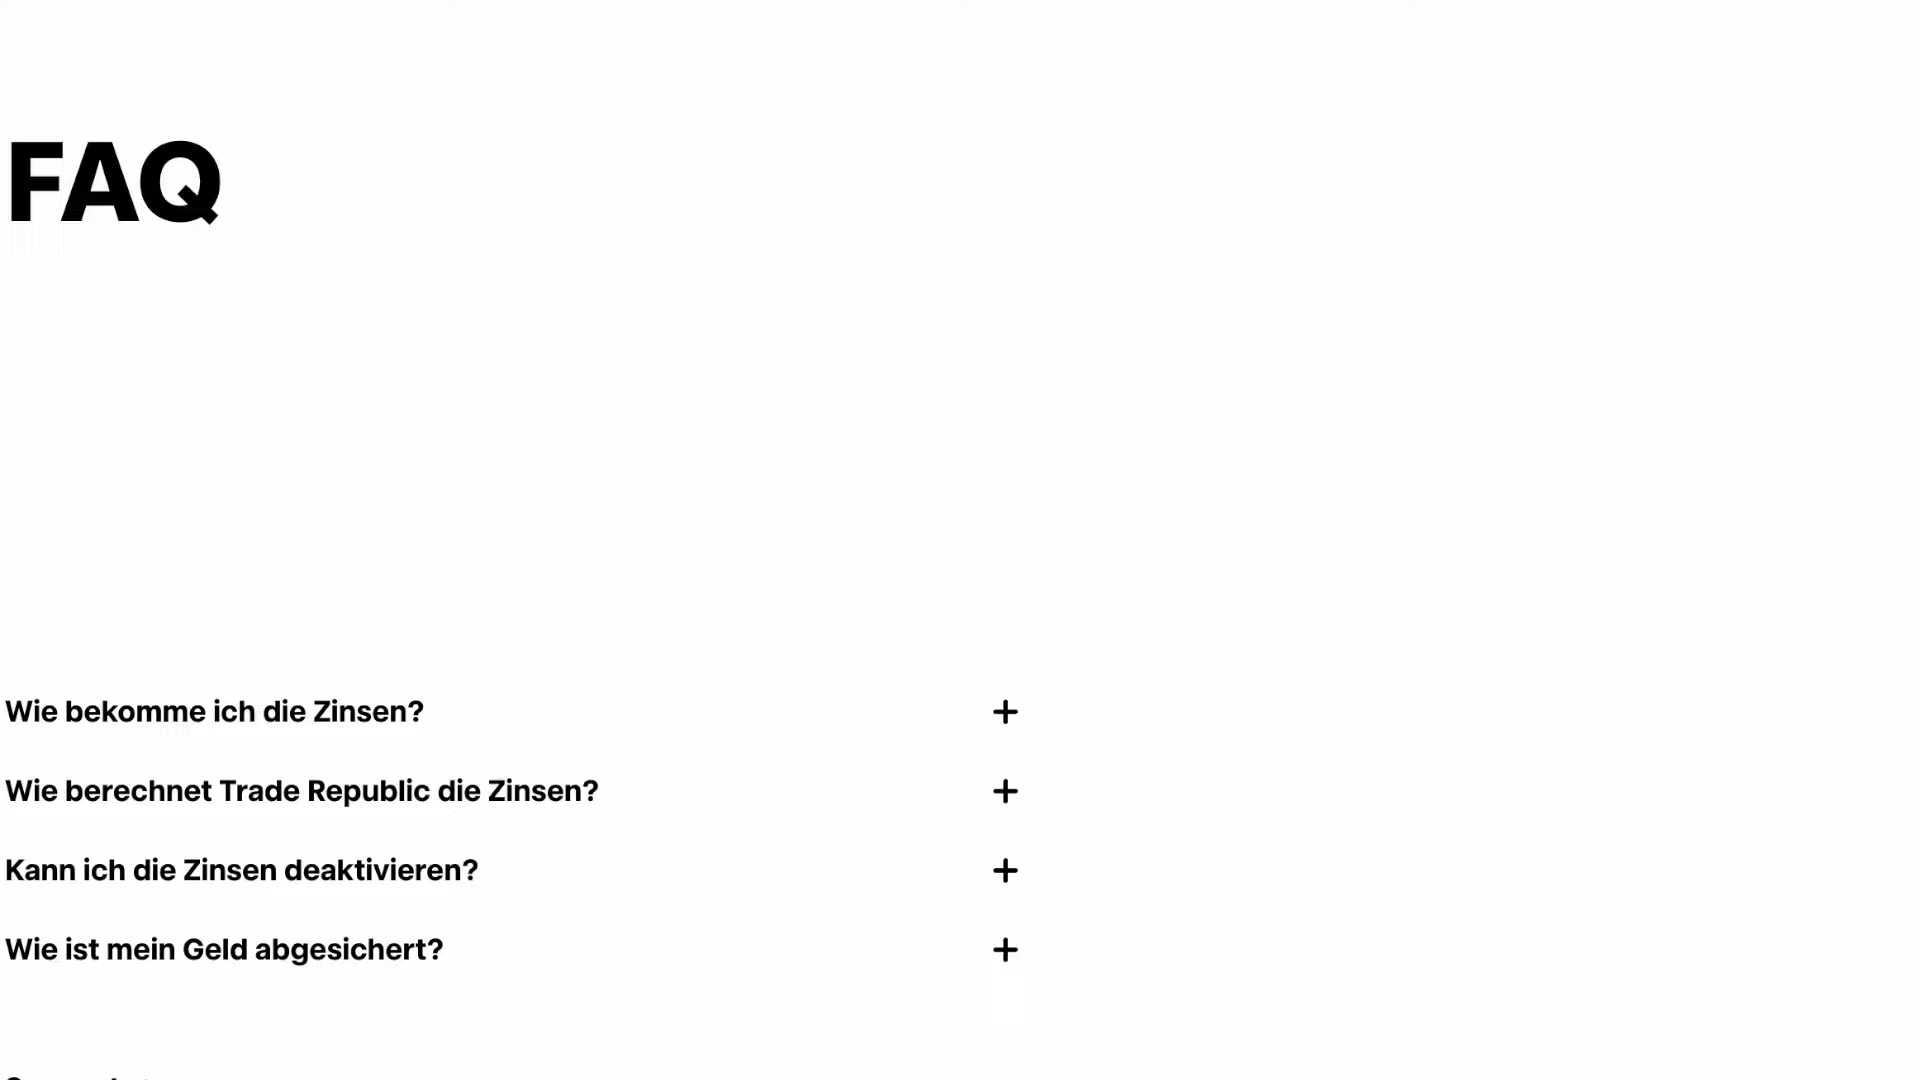 FAQ
Wie bekomme ich die Zinsen?
Wie berechnet Trade Republic die Zinsen?
Kann ich die Zinsen deaktivieren?
Wie ist mein Geld abgesichert?